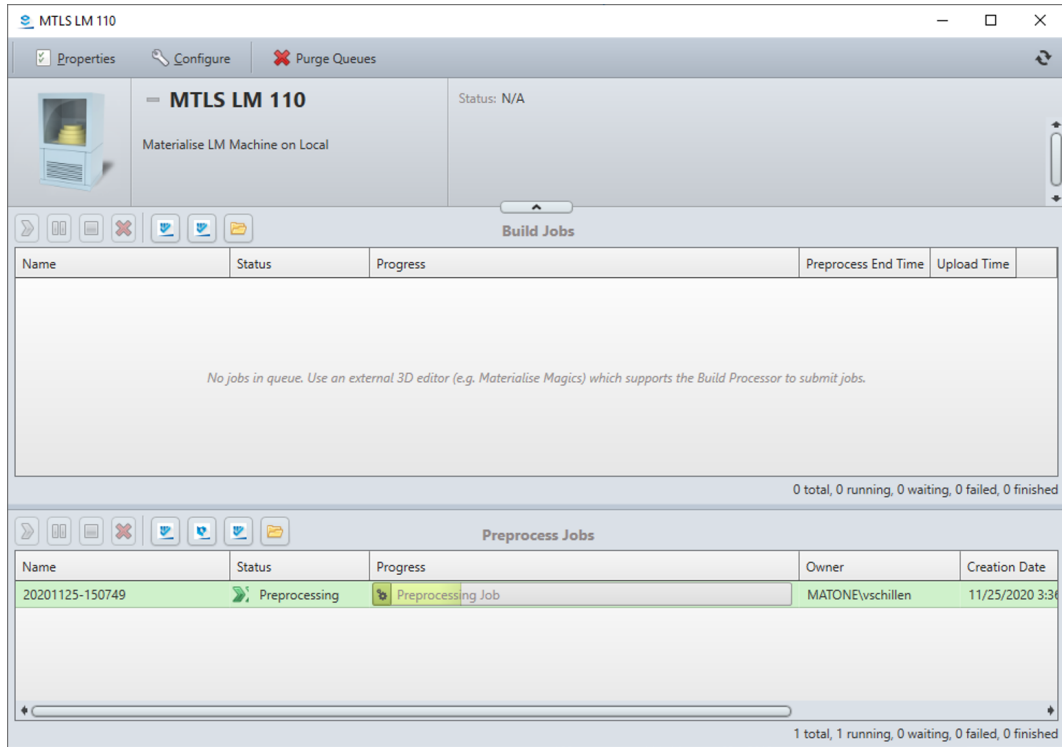 MTLS LM 110
Properties Configure Purge Queues
MTLS LM 110 Status: N/A
Materialise LM Machine on Local
Build Jobs
Name Status Progress Preprocess End Time Upload Time
No jobs in queue. Use an external 3D editor (e.g. Materialise Magics) which supports the Build Processor to submit jobs.
0 total, 0 running, 0 waiting, 0 failed, 0 finished
Preprocess Jobs
Name Status Progress Owner Creation Date
20201125-150749 Preprocessing Preprocessing Job MATONE\vschillen 11/25/2020 3:36
1 total, 1 running, 0 waiting, 0 failed, 0 finished